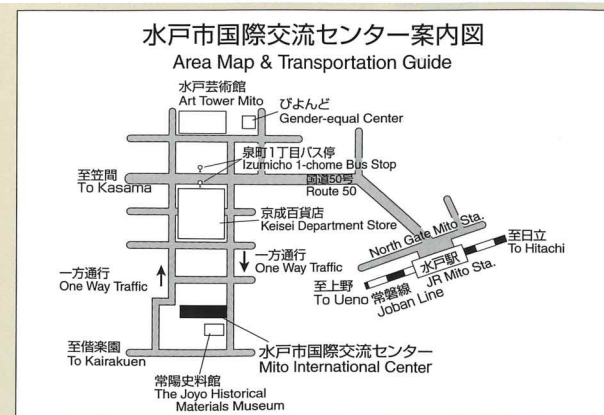 水戸市国際交流センター案内図
Area Map & Transportation Guide
水戸芸術館
Art Tower Mito
びよんど
Gender-equal Center
泉町1丁目バス停
Izumicho 1-chome Bus Stop
至笠間
To Kasama
国道50号
Route 50
京成百貨店
Keisei Department Store
North Gate Mito Sta.
至日立
To Hitachi
水戸駅
JR Mito Sta.
一方通行
One Way Traffic
一方通行
One Way Traffic
至上野
To Ueno
常磐線
Joban Line
至偕楽園
To Kairakuen
水戸市国際交流センター
Mito International Center
常陽史料館
The Joyo Historical
Materials Museum